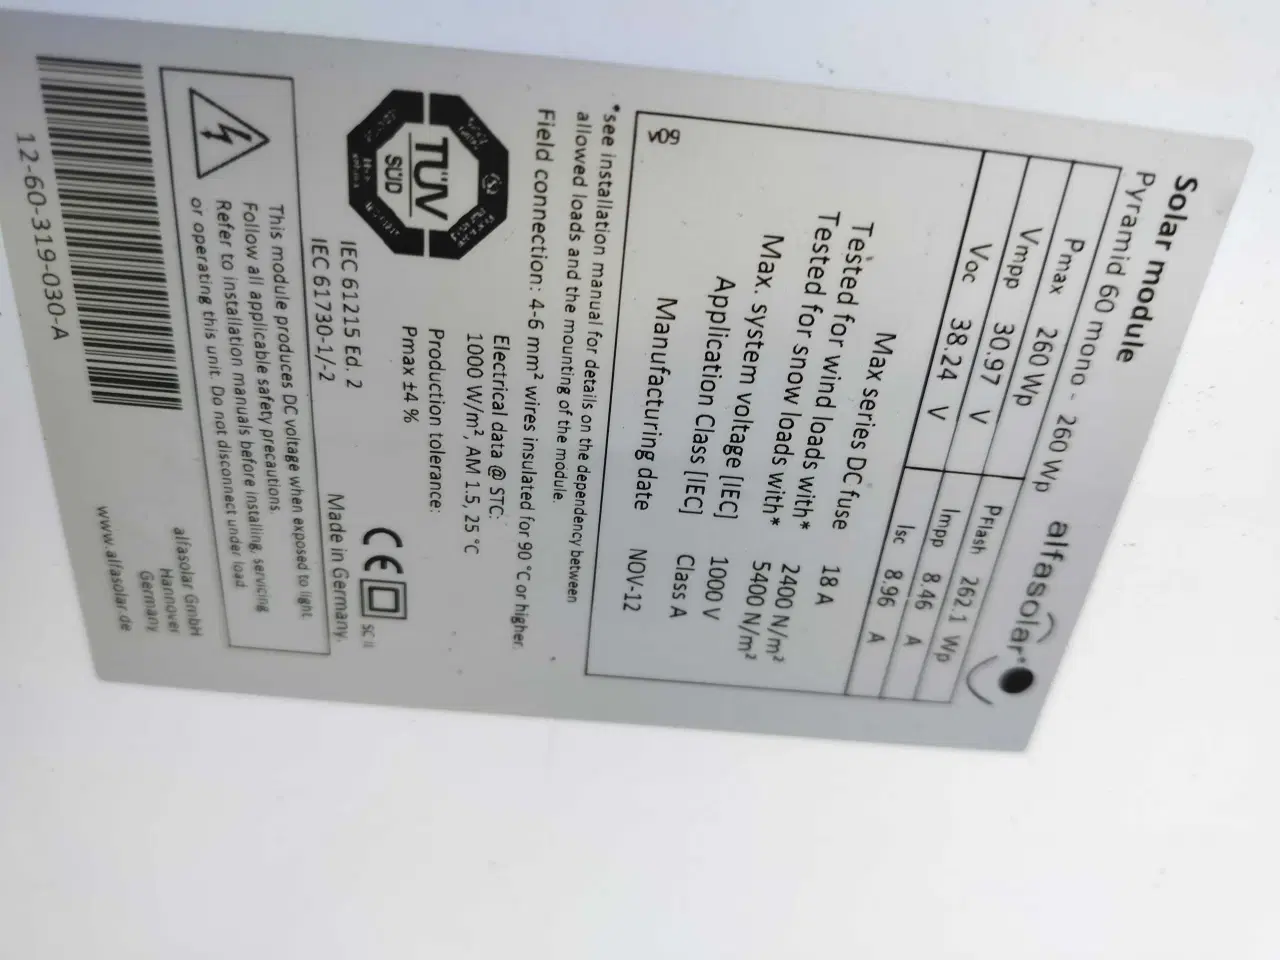 Solar module
Pyramid 60 mono - 260 Wp
alfasolar
Pmax 260 Wp
PFlash 262.1 Wp
Vmpp 30.97 V
Impp 8.46 A
Voc 38.24 V
Isc 8.96 A
Max series DC fuse 18 A
Tested for wind loads with* 2400 N/m²
Tested for snow loads with* 5400 N/m²
Max. system voltage [IEC] 1000 V
Application Class [IEC] Class A
Manufacturing date NOV-12
*see installation manual for details on the dependency between
allowed loads and the mounting of the module.
Field connection: 4-6 mm² wires insulated for 90 °C or higher.
TÜV
SÜD
Electrical data @ STC:
1000 W/m², AM 1.5, 25 °C
Production tolerance:
Pmax ±4 %
IEC 61215 Ed. 2
IEC 61730-1/-2
CE
SC II
Made in Germany.
This module produces DC voltage when exposed to light.
Follow all applicable safety precautions.
Refer to installation manuals before installing, servicing
or operating this unit. Do not disconnect under load.
alfasolar GmbH
Hannover
Germany
www.alfasolar.de
12-60-319-030-A